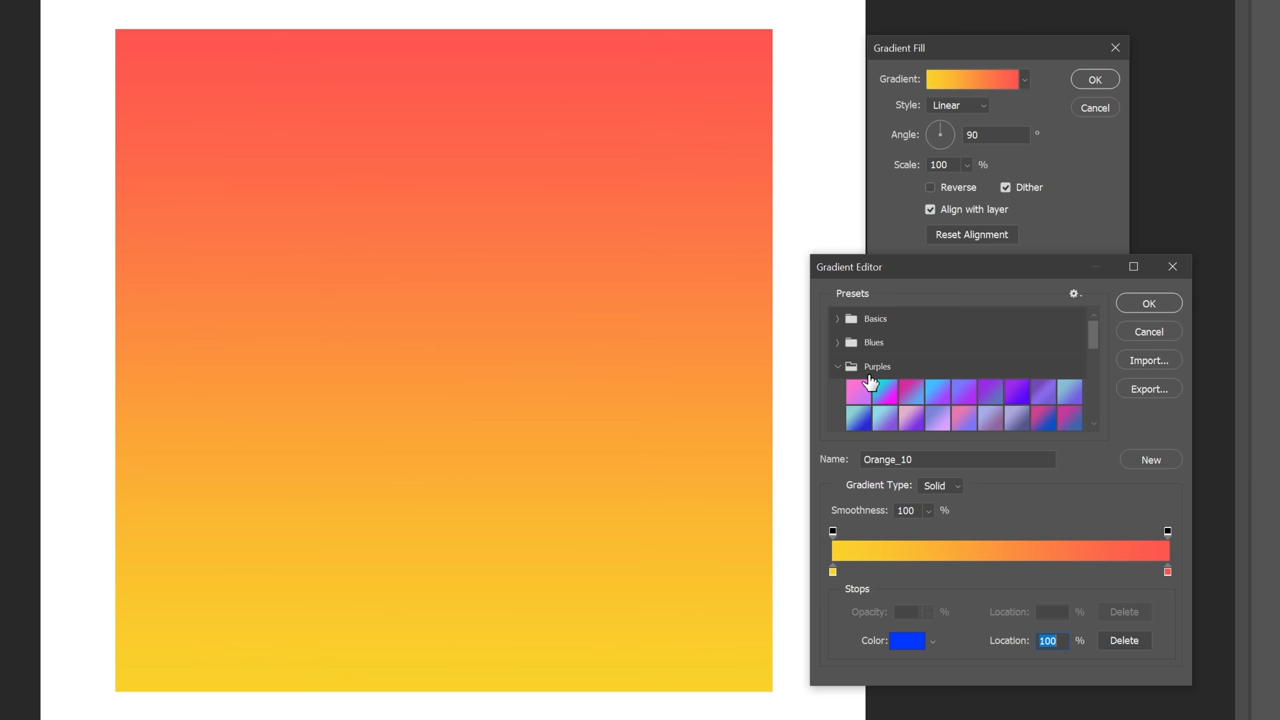 Gradient Fill
Gradient:
OK
Style: Linear
Cancel
Angle: 90 °
Scale: 100 %
Reverse Dither
Align with layer
Reset Alignment
Gradient Editor
Presets
OK
Basics
Cancel
Blues
Import...
Purples
Export...
Name: Orange_10
New
Gradient Type: Solid
Smoothness: 100 %
Stops
Opacity: % Location: % Delete
Color: Location: 100 % Delete